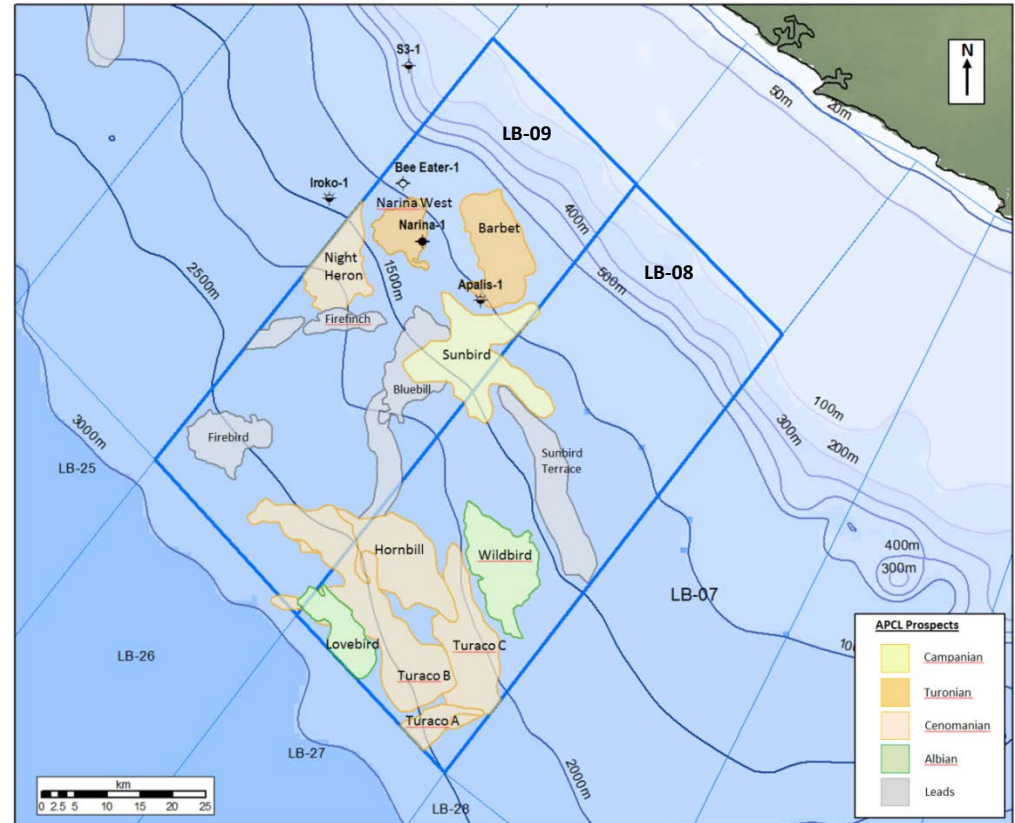 S3-1
N
50m
20m
LB-09
Bee Eater-1
Iroko-1
Narina West
400m
Narina-1
Barbet
LB-08
Night
Heron
1500m
2500m
500m
Apalis-1
Firefinch
Sunbird
Bluebill
100m
3000m
Firebird
300m
200m
LB-25
Sunbird
Terrace
Hornbill
Wildbird
400m
300m
LB-07
Lovebird
Turaco C
10
LB-26
Turaco B
Turaco A
LB-27
2000m
LB-28
km
0 2.5 5 10 15 20 25
APCL Prospects
Campanian
Turonian
Cenomanian
Albian
Leads